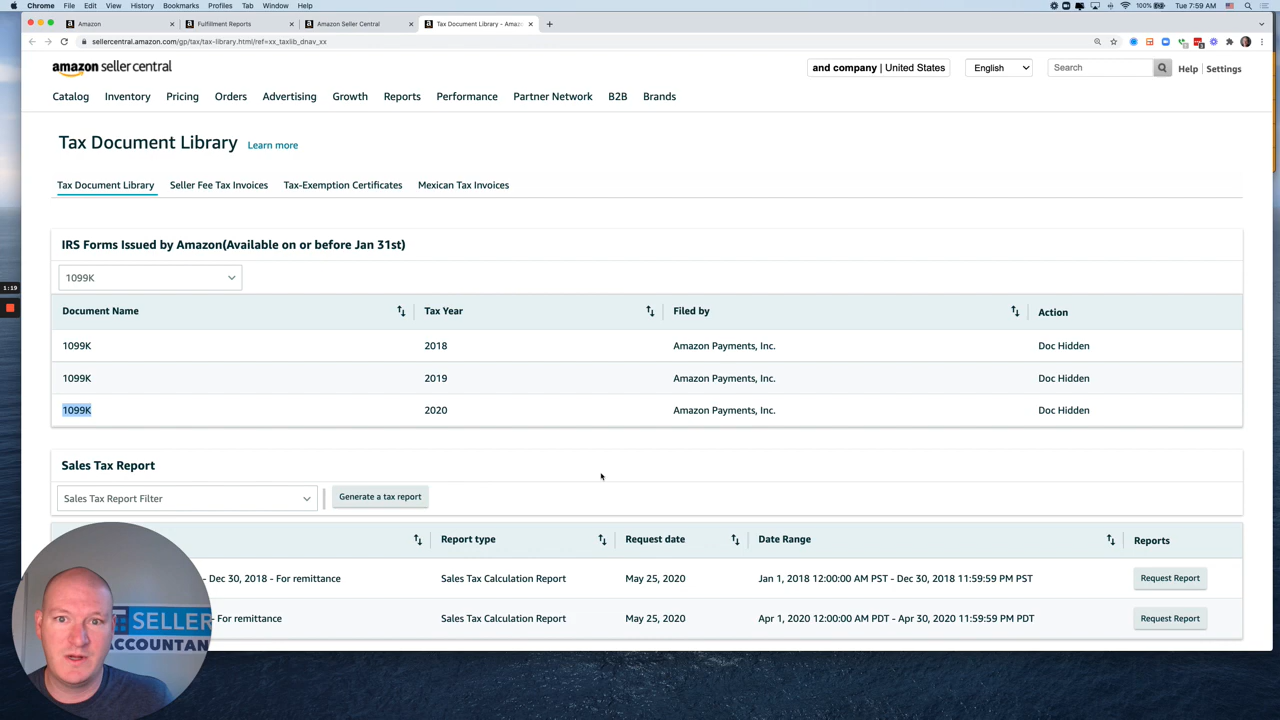 Chrome File Edit View History Bookmarks Profiles Tab Window Help 100% Tue 7:59 AM
Amazon Fulfillment Reports Amazon Seller Central Tax Document Library - Amaz
sellercentral.amazon.com/gp/tax/tax-library.html/ref=xx_taxlib_dnav_xx
amazon seller central and company | United States English Search Help Settings
Catalog Inventory Pricing Orders Advertising Growth Reports Performance Partner Network B2B Brands
Tax Document Library Learn more
Tax Document Library Seller Fee Tax Invoices Tax-Exemption Certificates Mexican Tax Invoices
IRS Forms Issued by Amazon(Available on or before Jan 31st)
1099K
1:19
Document Name Tax Year Filed by Action
1099K 2018 Amazon Payments, Inc. Doc Hidden
1099K 2019 Amazon Payments, Inc. Doc Hidden
1099K 2020 Amazon Payments, Inc. Doc Hidden
Sales Tax Report
Sales Tax Report Filter Generate a tax report
Report type Request date Date Range Reports
- Dec 30, 2018 - For remittance Sales Tax Calculation Report May 25, 2020 Jan 1, 2018 12:00:00 AM PST - Dec 30, 2018 11:59:59 PM PST Request Report
- For remittance Sales Tax Calculation Report May 25, 2020 Apr 1, 2020 12:00:00 AM PDT - Apr 30, 2020 11:59:59 PM PDT Request Report
SELLER
ACCOUNTAN